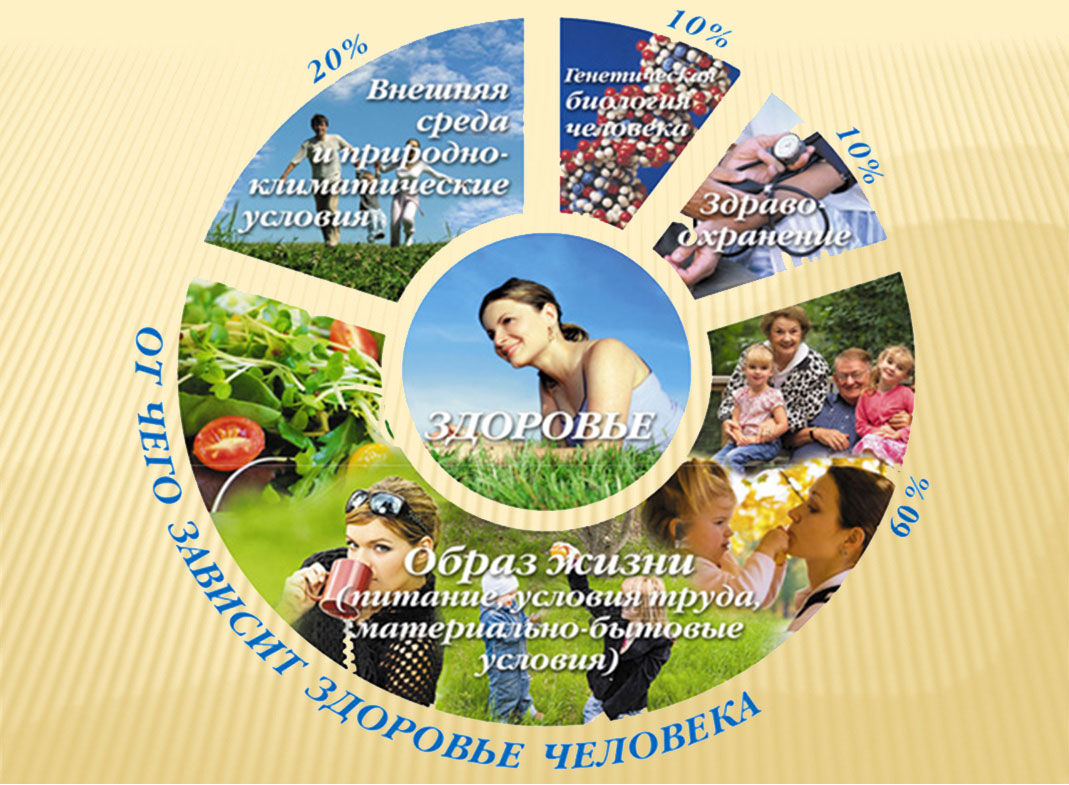 20%
Внешняя
среда
и природно-
климатические
условия
10%
Генетическая
биология
человека
10%
Здраво-
охранение
ЗДОРОВЬЕ
60%
Образ жизни
(питание, условия труда,
материально-бытовые
условия)
ОТ ЧЕГО ЗАВИСИТ ЗДОРОВЬЕ ЧЕЛОВЕКА